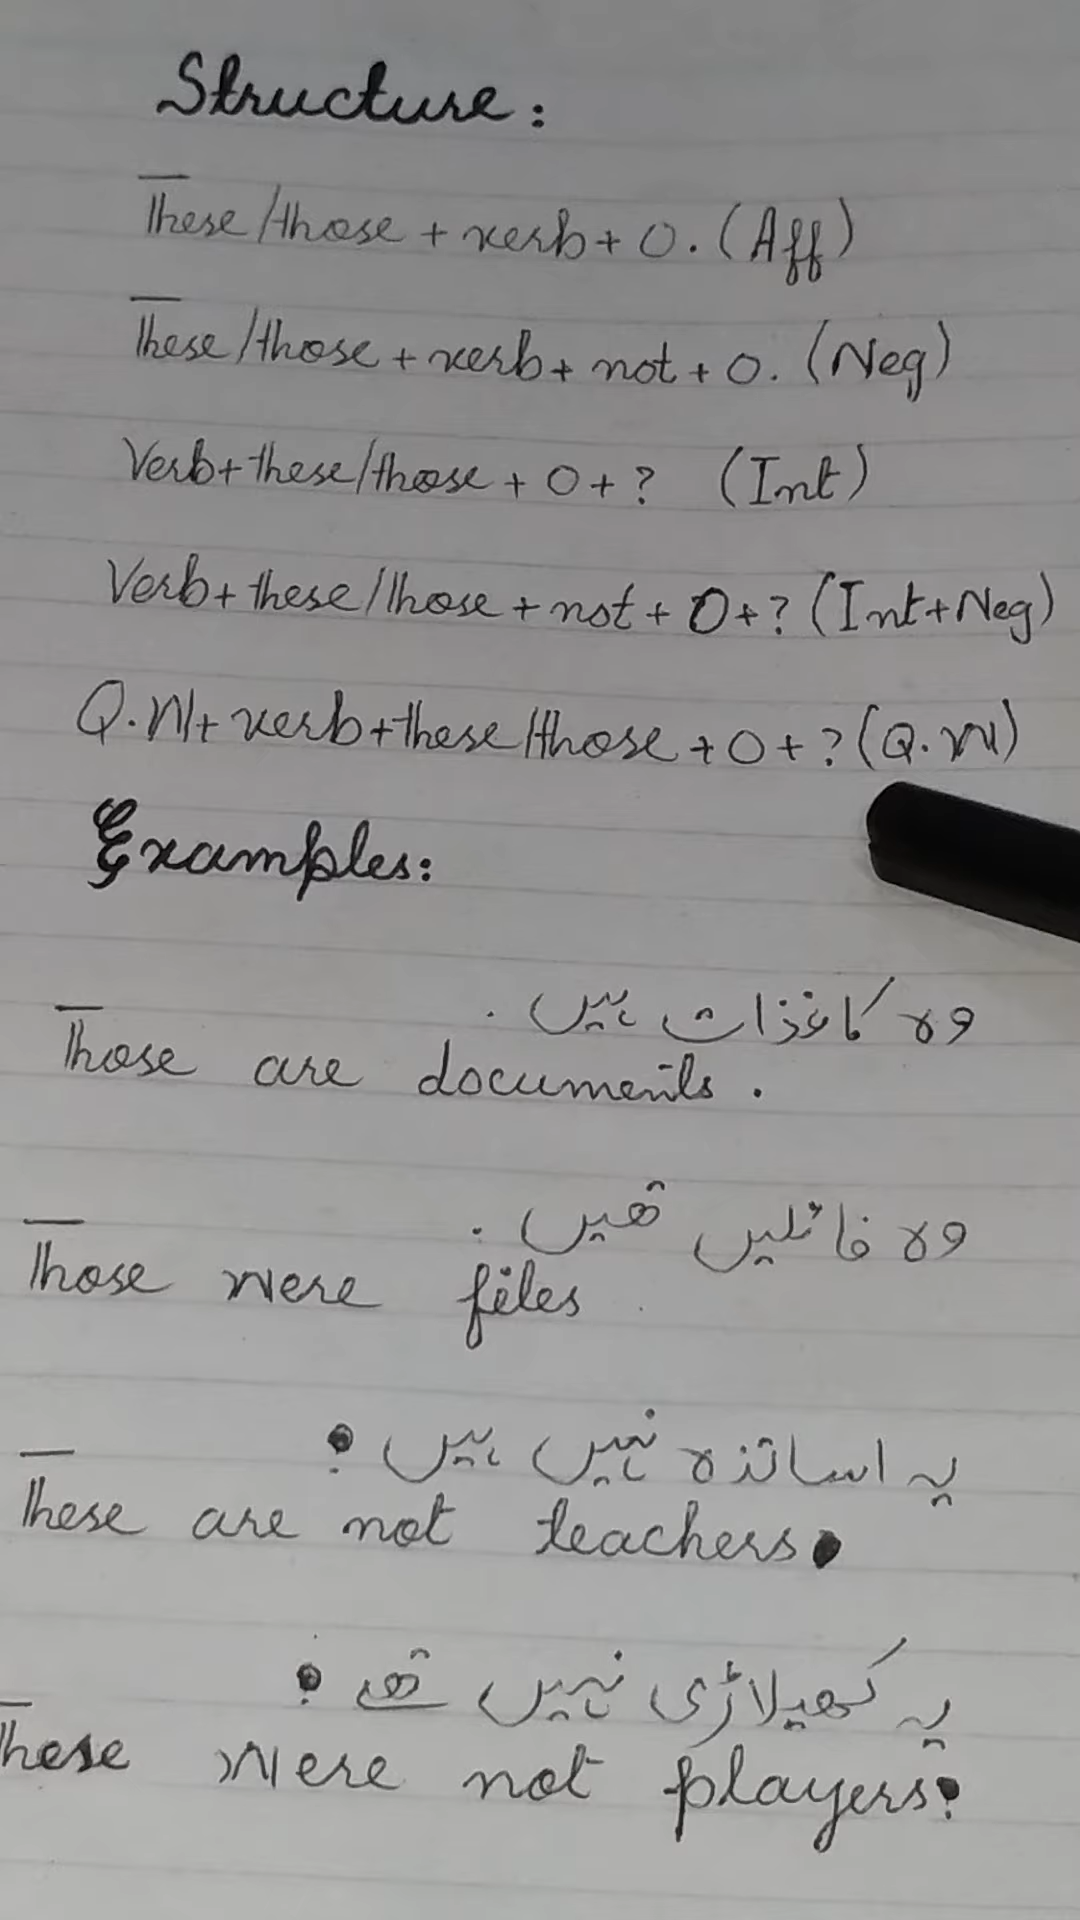 Structure:
These/those + verb + O. (Aff)
These/those + verb + not + O. (Neg)
Verb + these/those + O + ? (Int)
Verb + these/those + not + O + ? (Int + Neg)
Q.W + verb + these/those + O + ? (Q.W)
Examples:
وہ کاغذات ہیں .
Those are documents.
وہ فائلیں تھیں .
Those were files
یہ اساتذہ نہیں ہیں .
These are not teachers.
یہ کھیلاڑی نہیں تھے .
These were not players.